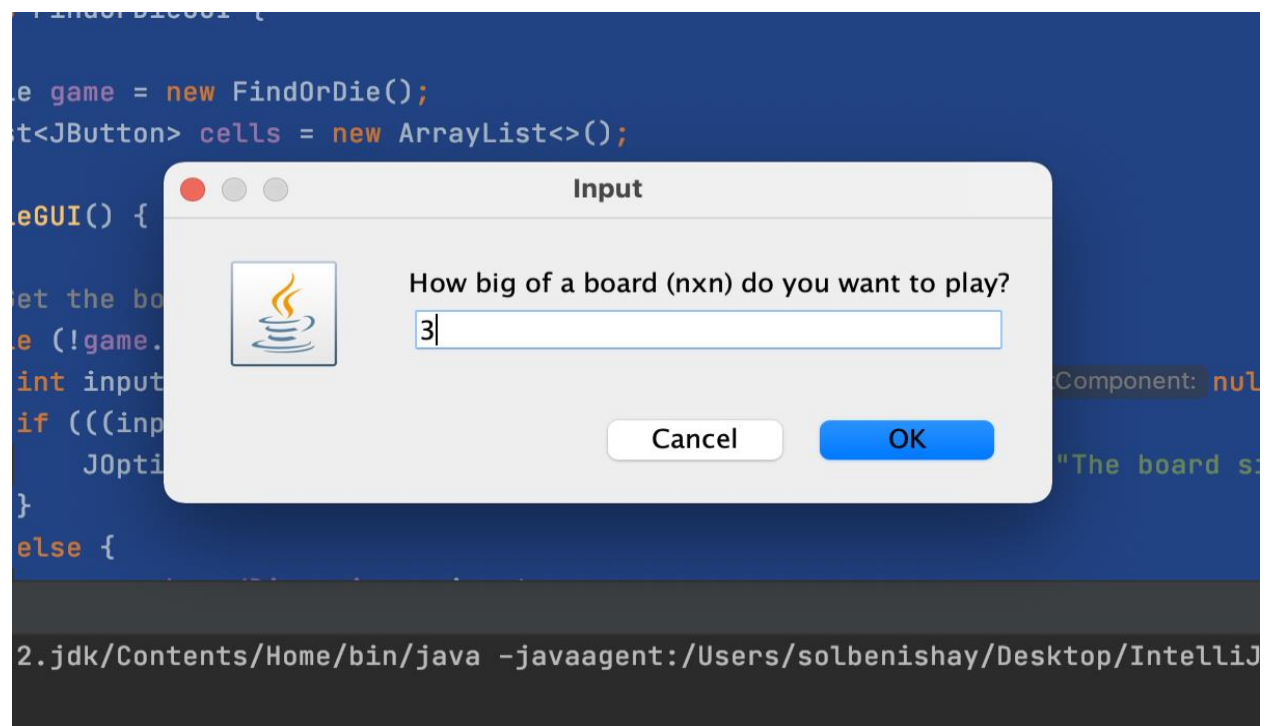 FindOrDieGUI {
e game = new FindOrDie();
st<JButton> cells = new ArrayList<>();
Input
eGUI() {
How big of a board (nxn) do you want to play?
et the bo
3
e (!game.
int input
Component: nul
if (((inp
Cancel
OK
JOpti
"The board s
}
else {
2.jdk/Contents/Home/bin/java -javaagent:/Users/solbenishay/Desktop/IntelliJ